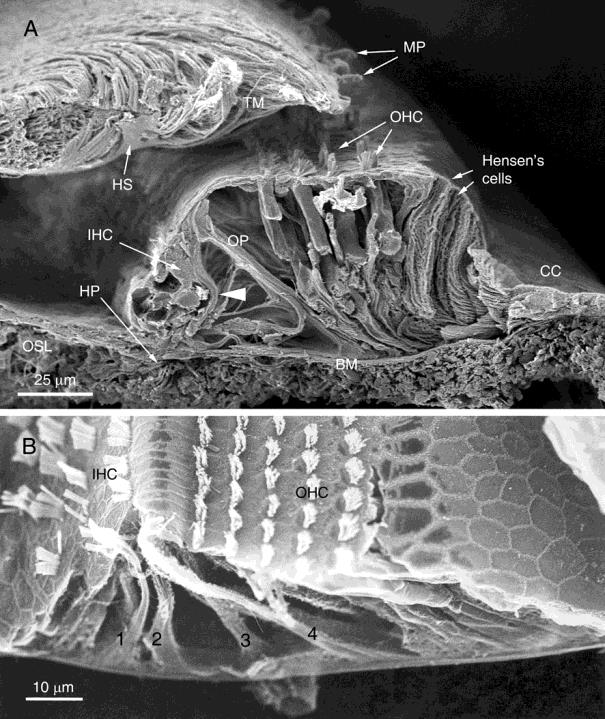 A
MP
TM
OHC
HS
Hensen's
cells
IHC
OP
CC
HP
OSL
BM
25 µm
B
IHC
OHC
1
2
3
4
10 µm